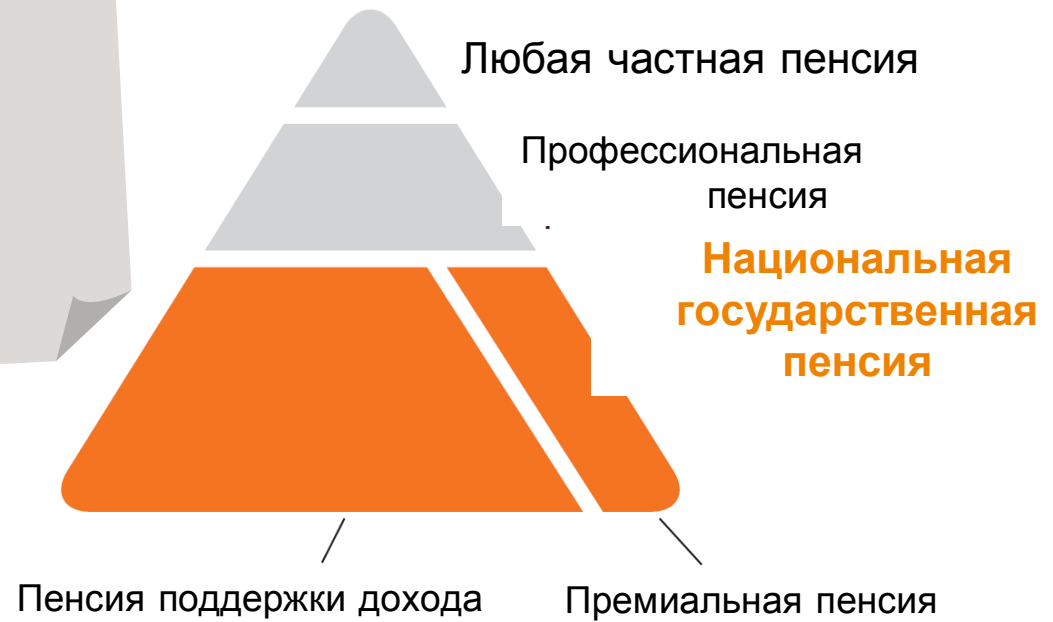 Любая частная пенсия
Профессиональная
пенсия
Национальная
государственная
пенсия
Пенсия поддержки дохода
Премиальная пенсия